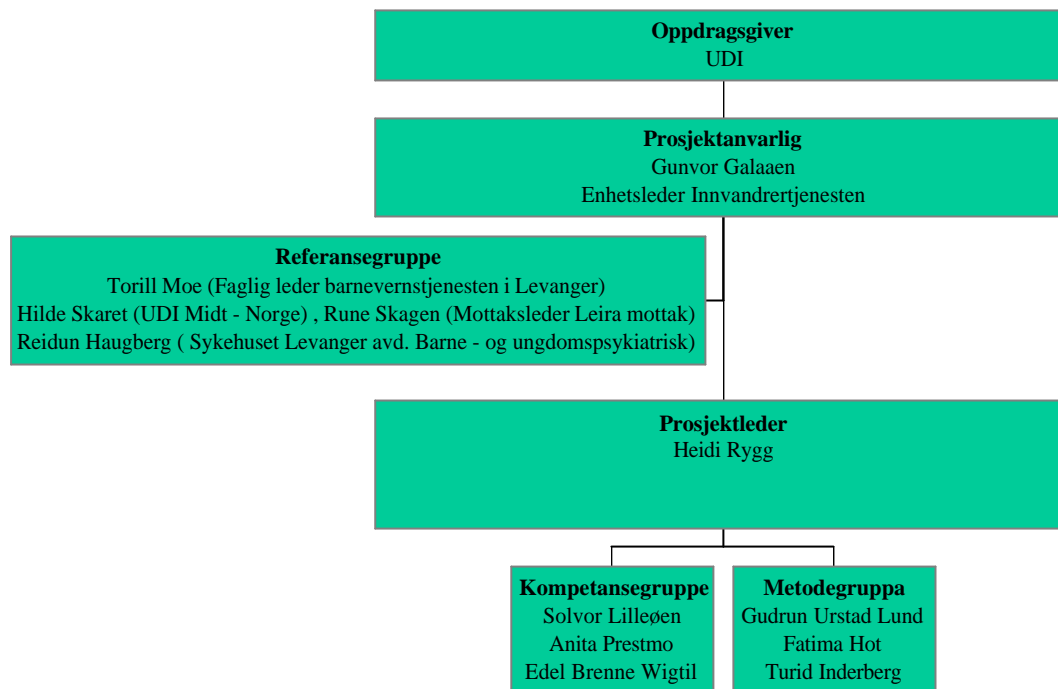 Oppdragsgiver
UDI
Prosjektanvarlig
Gunvor Galaaen
Enhetsleder Innvandrertjenesten
Referansegruppe
Torill Moe (Faglig leder barnevernstjenesten i Levanger)
Hilde Skaret (UDI Midt - Norge) , Rune Skagen (Mottaksleder Leira mottak)
Reidun Haugberg ( Sykehuset Levanger avd. Barne - og ungdomspsykiatrisk)
Prosjektleder
Heidi Rygg
Kompetansegruppe
Solvor Lilleøen
Anita Prestmo
Edel Brenne Wigtil
Metodegruppa
Gudrun Urstad Lund
Fatima Hot
Turid Inderberg